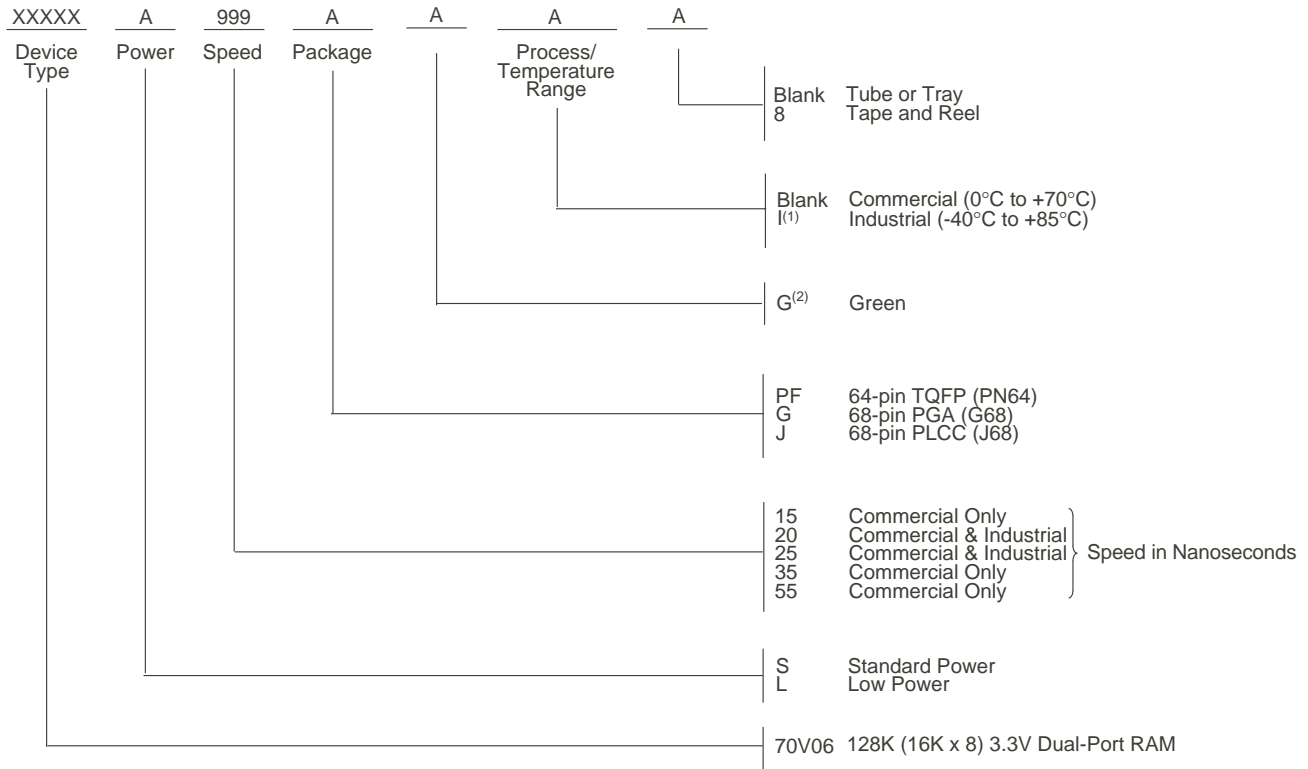 XXXXX A 999 A A A A
Device Type Power Speed Package Process/ Temperature Range
Blank Tube or Tray
8 Tape and Reel
Blank Commercial (0°C to +70°C)
I(1) Industrial (-40°C to +85°C)
G(2) Green
PF 64-pin TQFP (PN64)
G 68-pin PGA (G68)
J 68-pin PLCC (J68)
15 Commercial Only
20 Commercial & Industrial
25 Commercial & Industrial Speed in Nanoseconds
35 Commercial Only
55 Commercial Only
S Standard Power
L Low Power
70V06 128K (16K x 8) 3.3V Dual-Port RAM